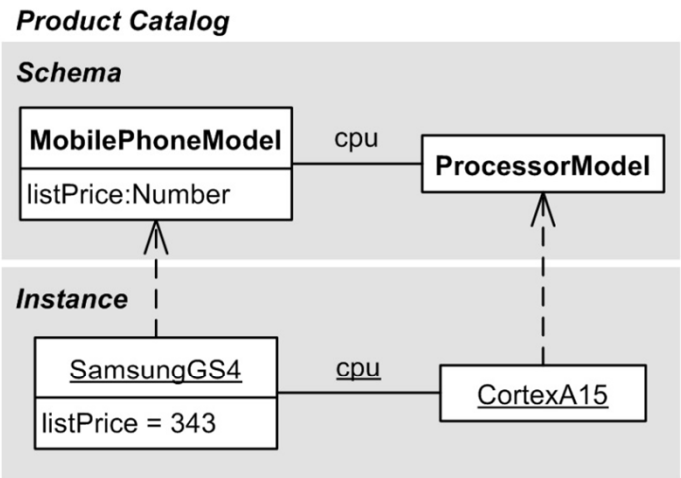 Product Catalog
Schema
MobilePhoneModel
cpu
ProcessorModel
listPrice:Number
Instance
SamsungGS4
cpu
CortexA15
listPrice = 343